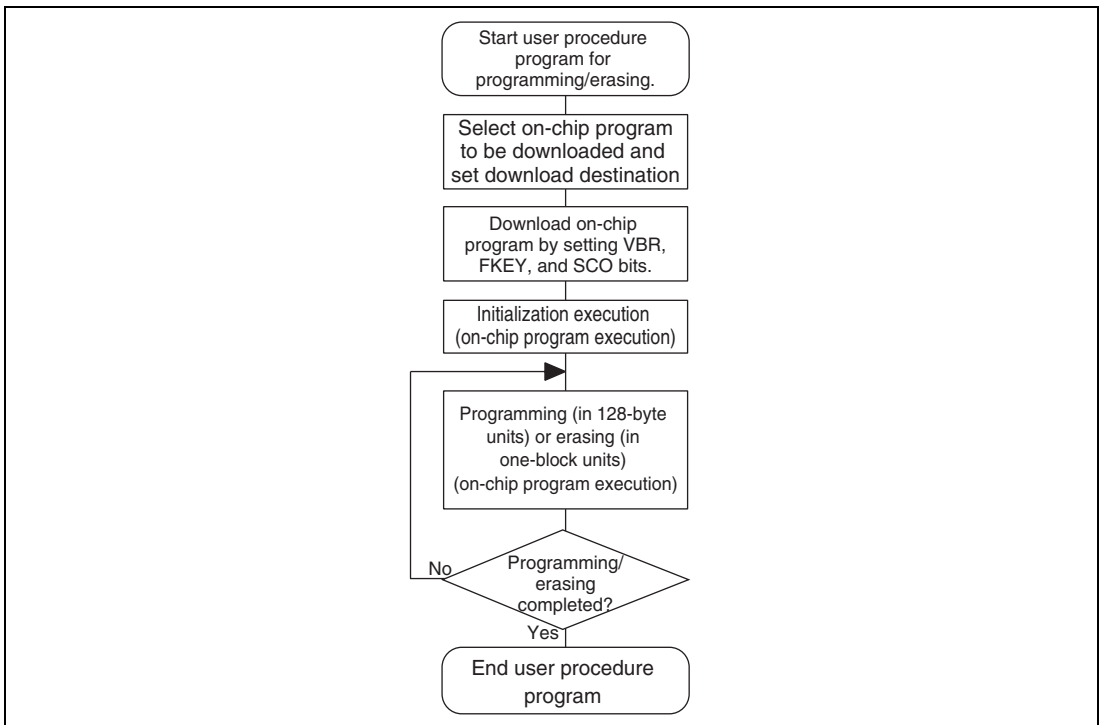 Start user procedure
program for
programming/erasing.
Select on-chip program
to be downloaded and
set download destination
Download on-chip
program by setting VBR,
FKEY, and SCO bits.
Initialization execution
(on-chip program execution)
Programming (in 128-byte
units) or erasing (in
one-block units)
(on-chip program execution)
No
Programming/
erasing
completed?
Yes
End user procedure
program